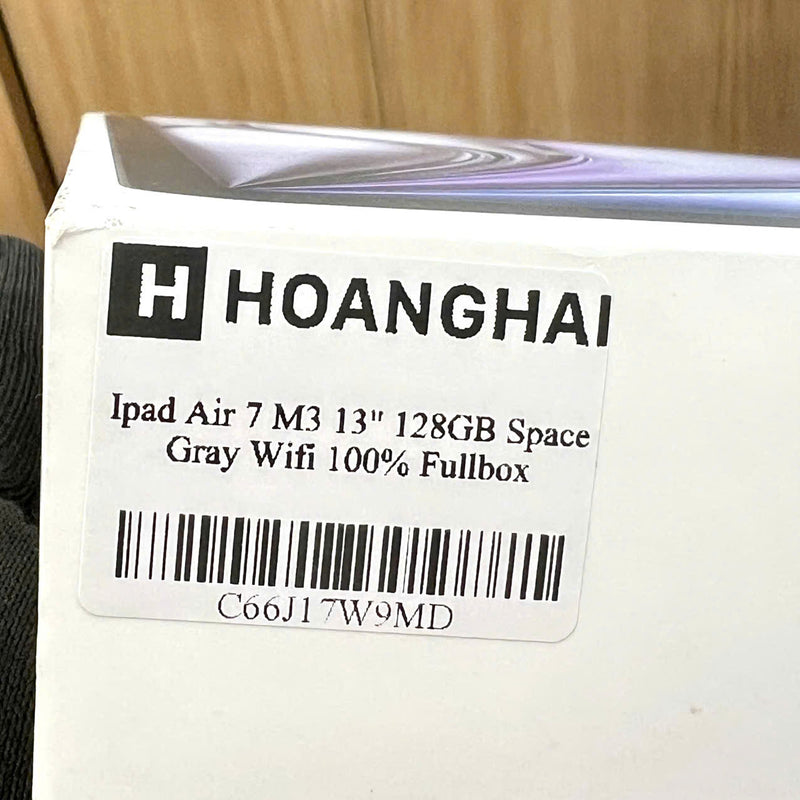 H HOANGHAI
Ipad Air 7 M3 13" 128GB Space
Gray Wifi 100% Fullbox
C66J17W9MD